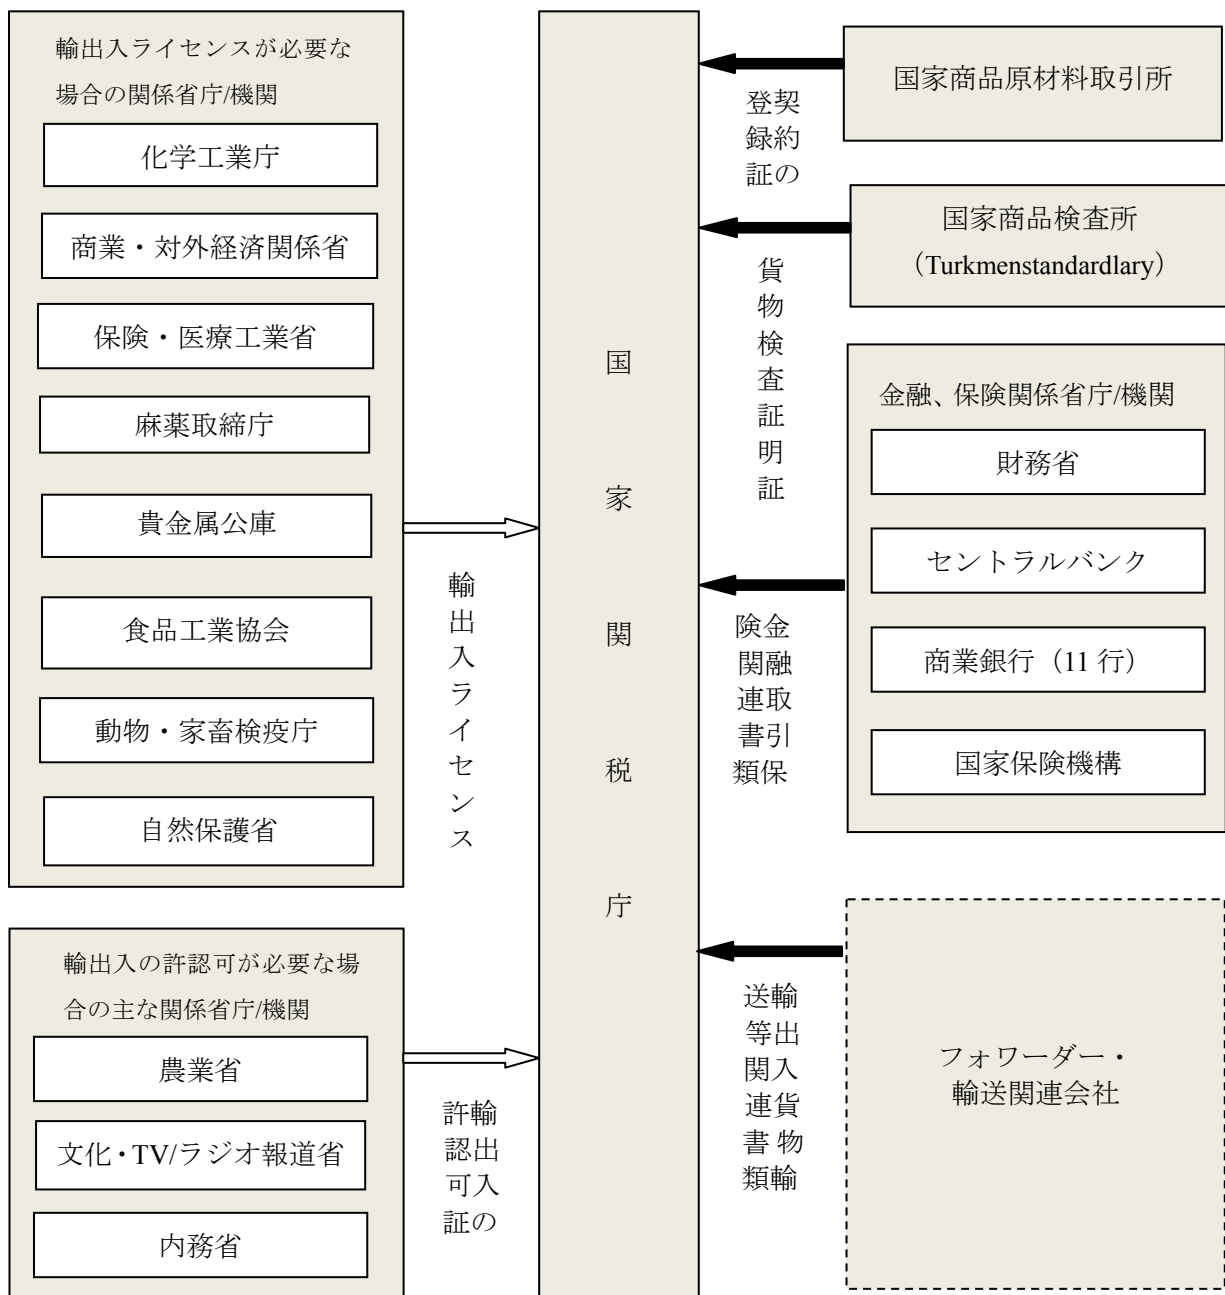 輸出入ライセンスが必要な
場合の関係省庁/機関
化学工業庁
商業・対外経済関係省
保険・医療工業省
麻薬取締庁
貴金属公庫
食品工業協会
動物・家畜検疫庁
自然保護省
輸出入ライセンス
輸出入の許認可が必要な場
合の主な関係省庁/機関
農業省
文化・TV/ラジオ報道省
内務省
輸出入の
許認可証
国家関税庁
国家商品原材料取引所
契約の
登録証
国家商品検査所
（Turkmenstandardlary）
貨物検査証明証
金融、保険関係省庁/機関
財務省
セントラルバンク
商業銀行（11 行）
国家保険機構
金融取引保
険関連書類
フォワーダー・
輸送関連会社
輸出入貨物輸
送等関連書類